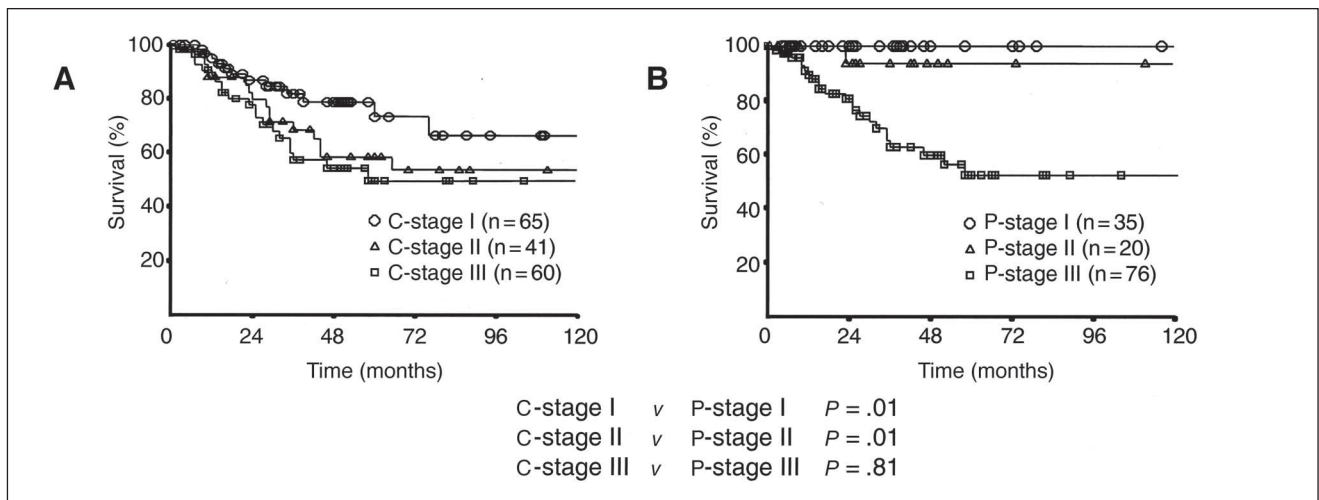 A
B
Survival (%)
100
80
60
40
20
C-stage I (n=65)
C-stage II (n=41)
C-stage III (n=60)
0 24 48 72 96 120
Time (months)
Survival (%)
100
80
60
40
20
P-stage I (n=35)
P-stage II (n=20)
P-stage III (n=76)
0 24 48 72 96 120
Time (months)
C-stage I v P-stage I P = .01
C-stage II v P-stage II P = .01
C-stage III v P-stage III P = .81